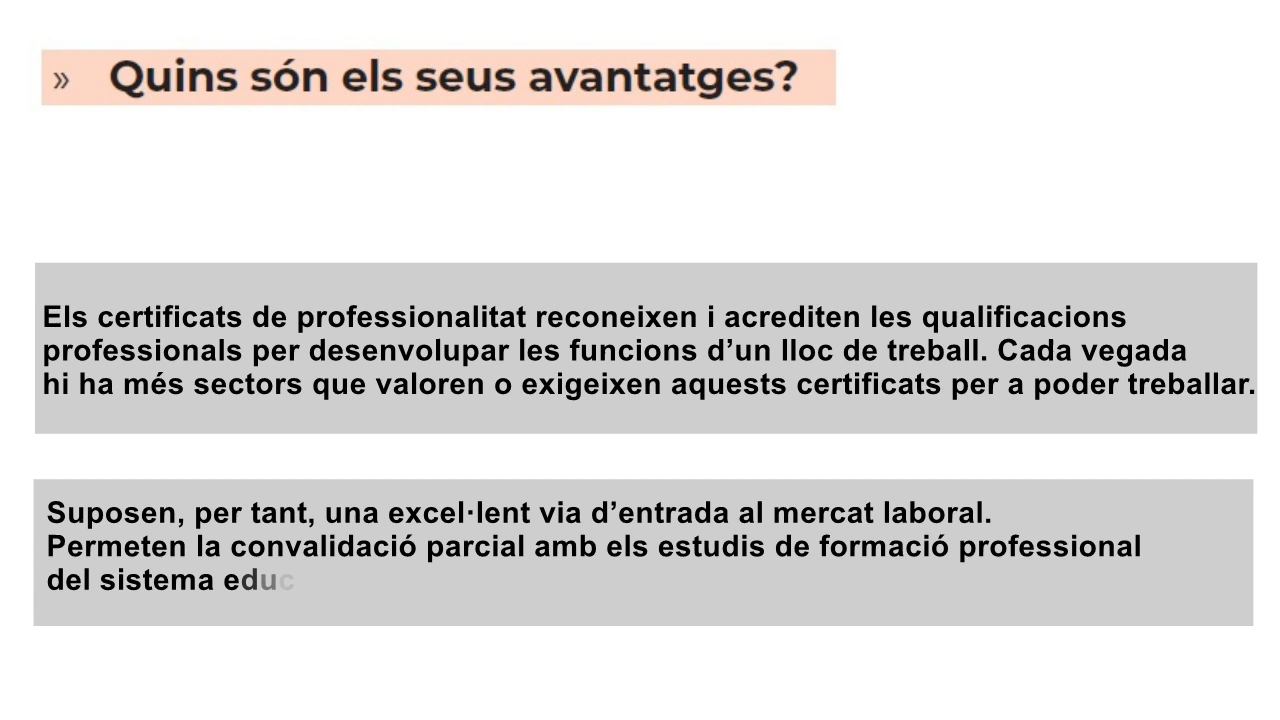 » Quins són els seus avantatges?
Els certificats de professionalitat reconeixen i acrediten les qualificacions
professionals per desenvolupar les funcions d’un lloc de treball. Cada vegada
hi ha més sectors que valoren o exigeixen aquests certificats per a poder treballar.
Suposen, per tant, una excel·lent via d’entrada al mercat laboral.
Permeten la convalidació parcial amb els estudis de formació professional
del sistema educ